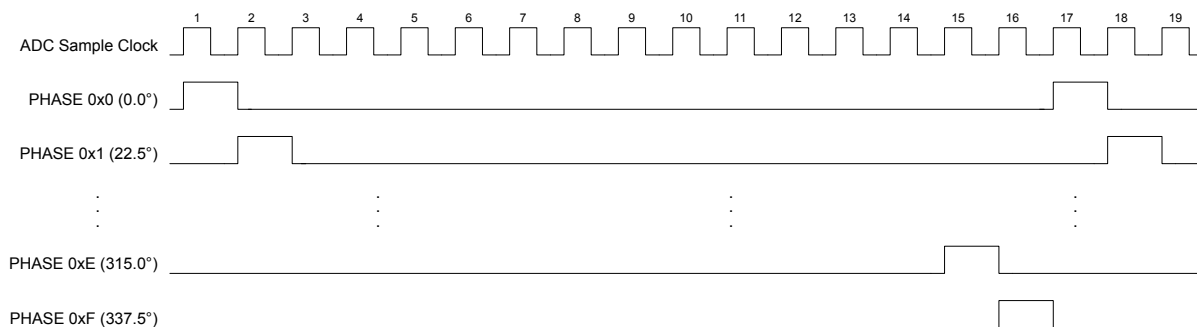 1 2 3 4 5 6 7 8 9 10 11 12 13 14 15 16 17 18 19
ADC Sample Clock
PHASE 0x0 (0.0°)
PHASE 0x1 (22.5°)
PHASE 0xE (315.0°)
PHASE 0xF (337.5°)